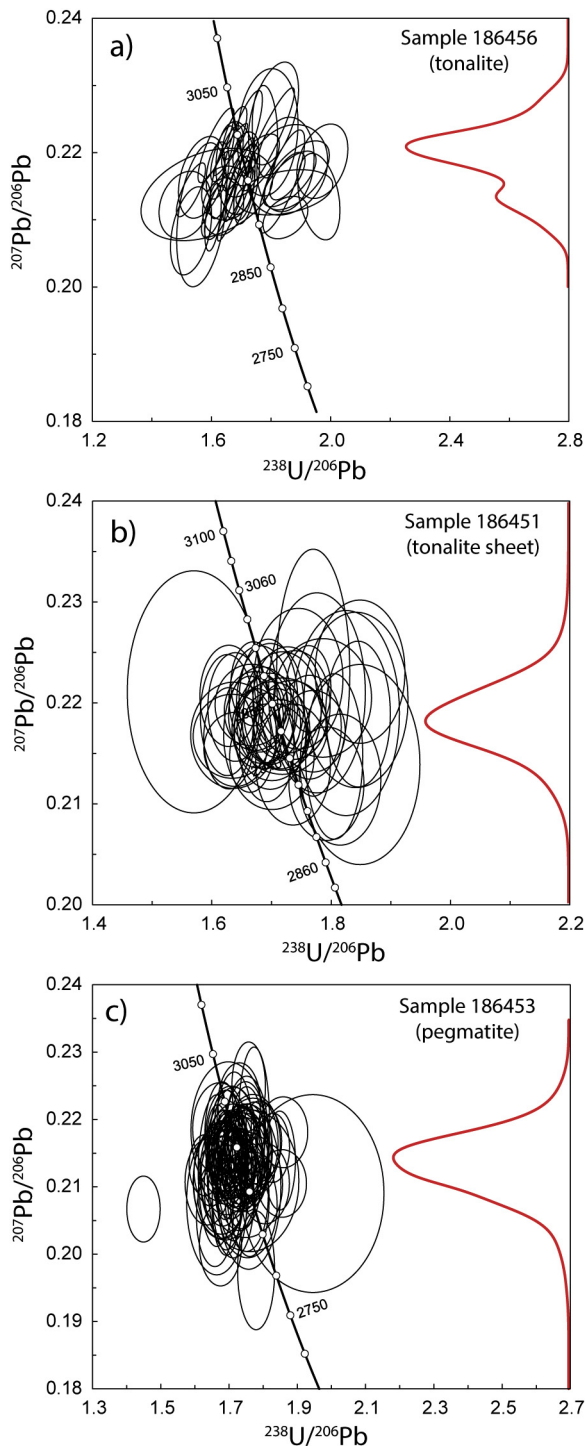 a)
Sample 186456
(tonalite)
0.24
0.22
0.20
0.18
3050
2850
2750
207Pb/206Pb
1.2 1.6 2.0 2.4 2.8
238U/206Pb
b)
Sample 186451
(tonalite sheet)
0.24
0.23
0.22
0.21
0.20
3100
3060
2860
207Pb/206Pb
1.4 1.6 1.8 2.0 2.2
238U/206Pb
c)
Sample 186453
(pegmatite)
0.24
0.23
0.22
0.21
0.20
0.19
0.18
3050
2750
207Pb/206Pb
1.3 1.5 1.7 1.9 2.1 2.3 2.5 2.7
238U/206Pb